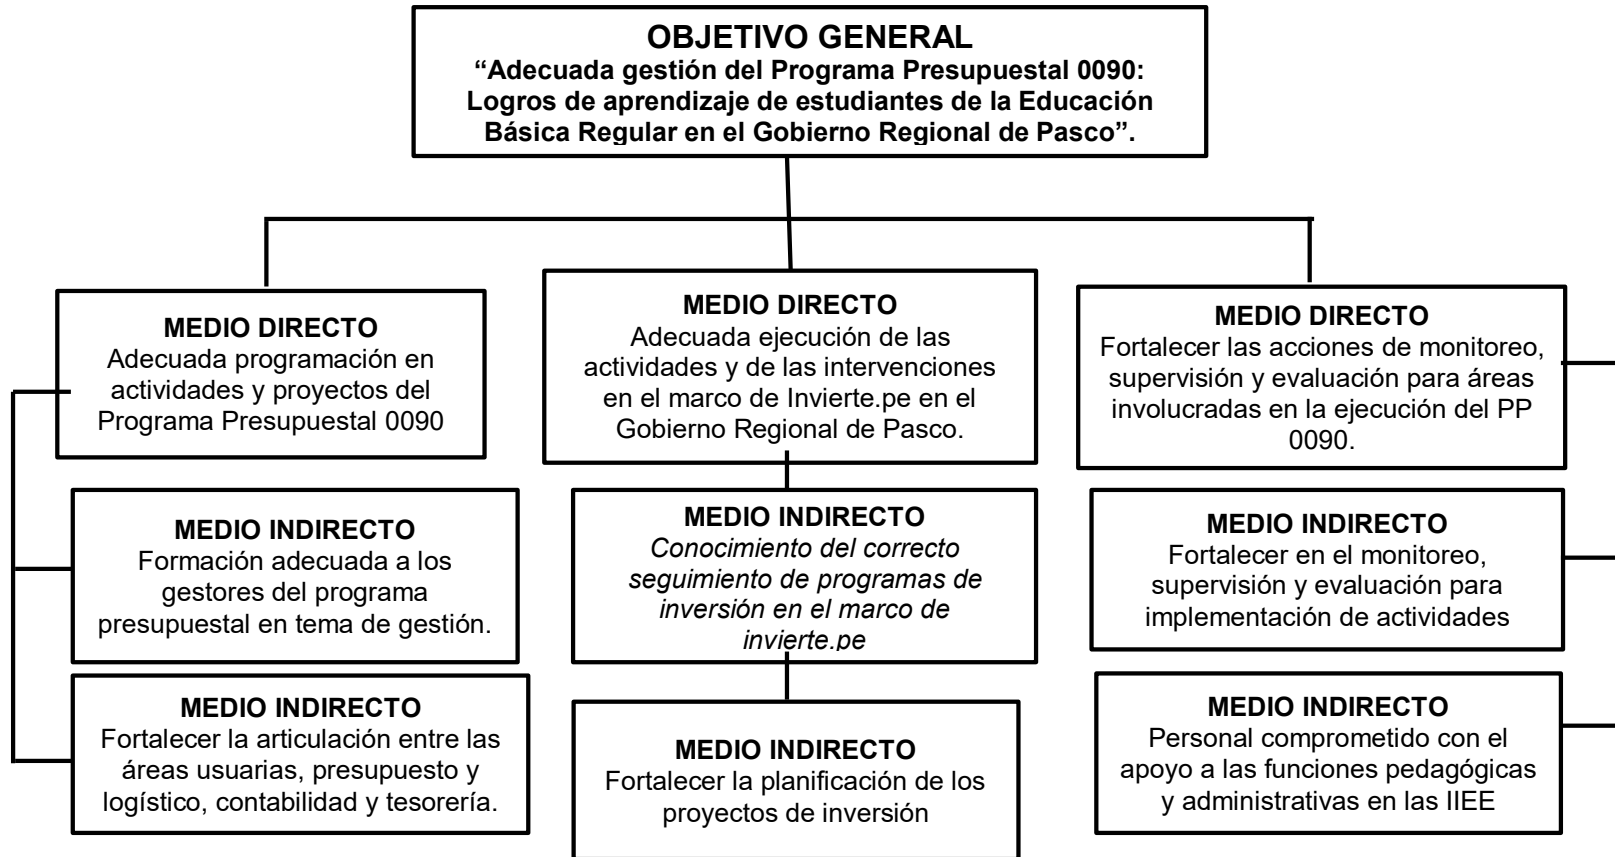 OBJETIVO GENERAL
“Adecuada gestión del Programa Presupuestal 0090:
Logros de aprendizaje de estudiantes de la Educación
Básica Regular en el Gobierno Regional de Pasco”.
MEDIO DIRECTO
Adecuada programación en
actividades y proyectos del
Programa Presupuestal 0090
MEDIO DIRECTO
Adecuada ejecución de las
actividades y de las intervenciones
en el marco de Invierte.pe en el
Gobierno Regional de Pasco.
MEDIO DIRECTO
Fortalecer las acciones de monitoreo,
supervisión y evaluación para áreas
involucradas en la ejecución del PP
0090.
MEDIO INDIRECTO
Formación adecuada a los
gestores del programa
presupuestal en tema de gestión.
MEDIO INDIRECTO
Conocimiento del correcto
seguimiento de programas de
inversión en el marco de
invierte.pe
MEDIO INDIRECTO
Fortalecer en el monitoreo,
supervisión y evaluación para
implementación de actividades
MEDIO INDIRECTO
Fortalecer la articulación entre las
áreas usuarias, presupuesto y
logístico, contabilidad y tesorería.
MEDIO INDIRECTO
Fortalecer la planificación de los
proyectos de inversión
MEDIO INDIRECTO
Personal comprometido con el
apoyo a las funciones pedagógicas
y administrativas en las IIEE